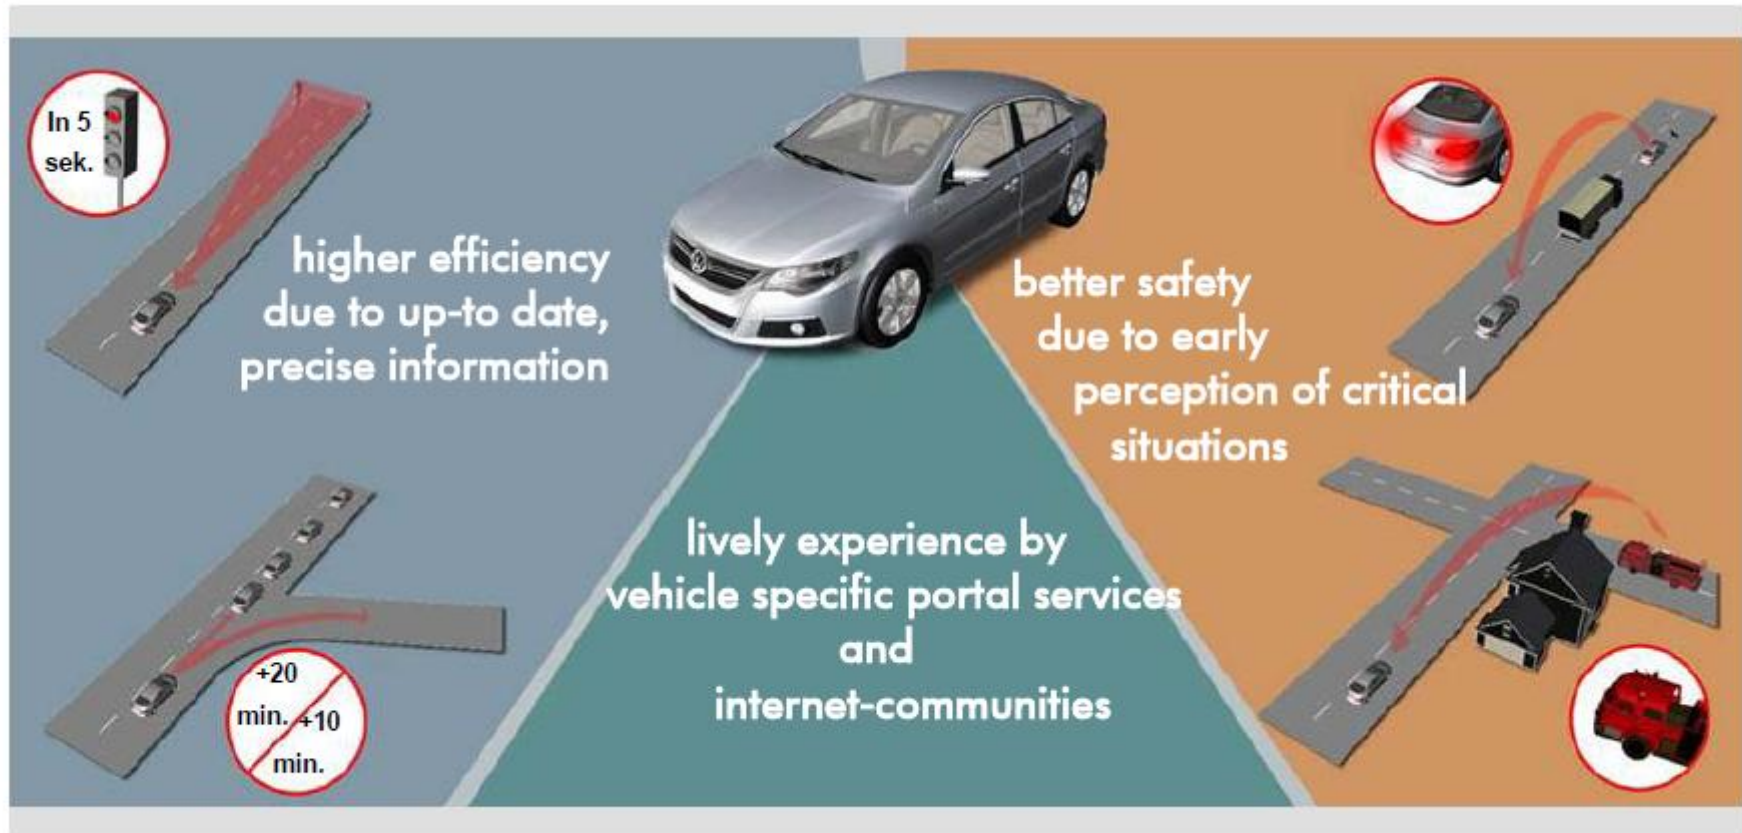 In 5
sek.
higher efficiency
due to up-to date,
precise information
+20
min. +10
min.
better safety
due to early
perception of critical
situations
lively experience by
vehicle specific portal services
and
internet-communities